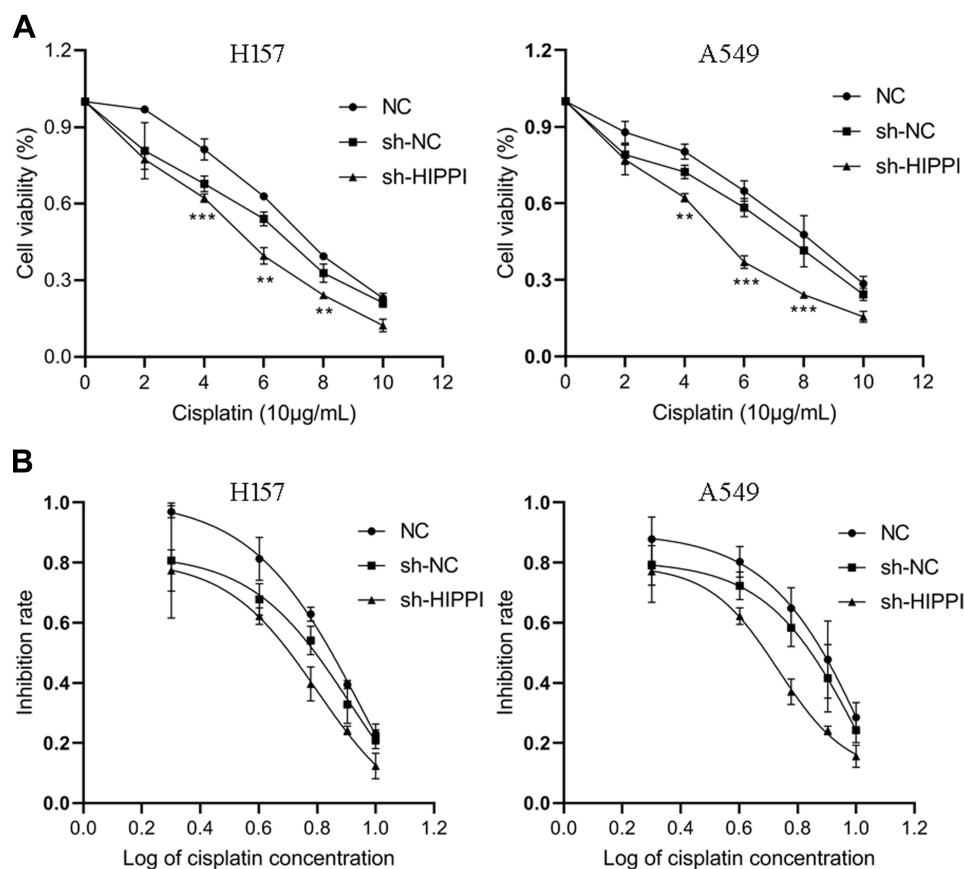 A
H157
1.2
0.9
0.6
0.3
0.0
Cell viability (%)
NC
sh-NC
sh-HIPPI
***
**
**
0 2 4 6 8 10 12
Cisplatin (10μg/mL)
A549
1.2
0.9
0.6
0.3
0.0
Cell viability (%)
NC
sh-NC
sh-HIPPI
**
***
***
0 2 4 6 8 10 12
Cisplatin (10μg/mL)
B
H157
1.0
0.8
0.6
0.4
0.2
0.0
Inhibition rate
NC
sh-NC
sh-HIPPI
0.0 0.2 0.4 0.6 0.8 1.0 1.2
Log of cisplatin concentration
A549
1.0
0.8
0.6
0.4
0.2
0.0
Inhibition rate
NC
sh-NC
sh-HIPPI
0.0 0.2 0.4 0.6 0.8 1.0 1.2
Log of cisplatin concentration